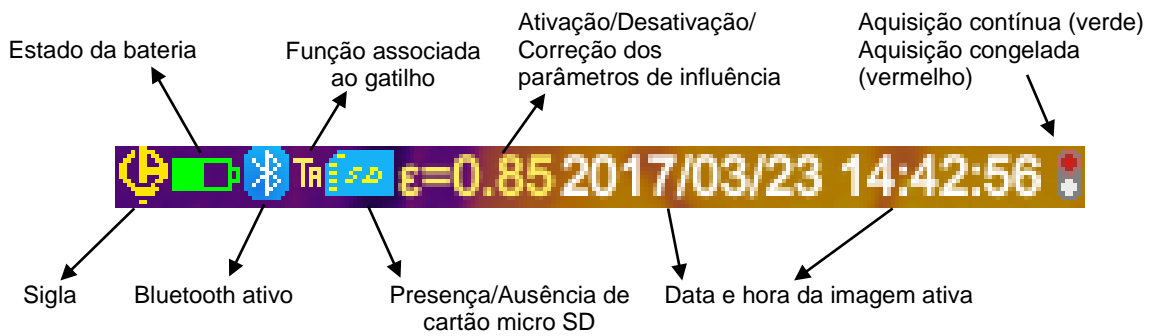 Estado da bateria
Função associada
ao gatilho
Ativação/Desativação/
Correção dos
parâmetros de influência
Aquisição contínua (verde)
Aquisição congelada
(vermelho)
TA SD ε=0.85 2017/03/23 14:42:56
Sigla
Bluetooth ativo
Presença/Ausência de
cartão micro SD
Data e hora da imagem ativa